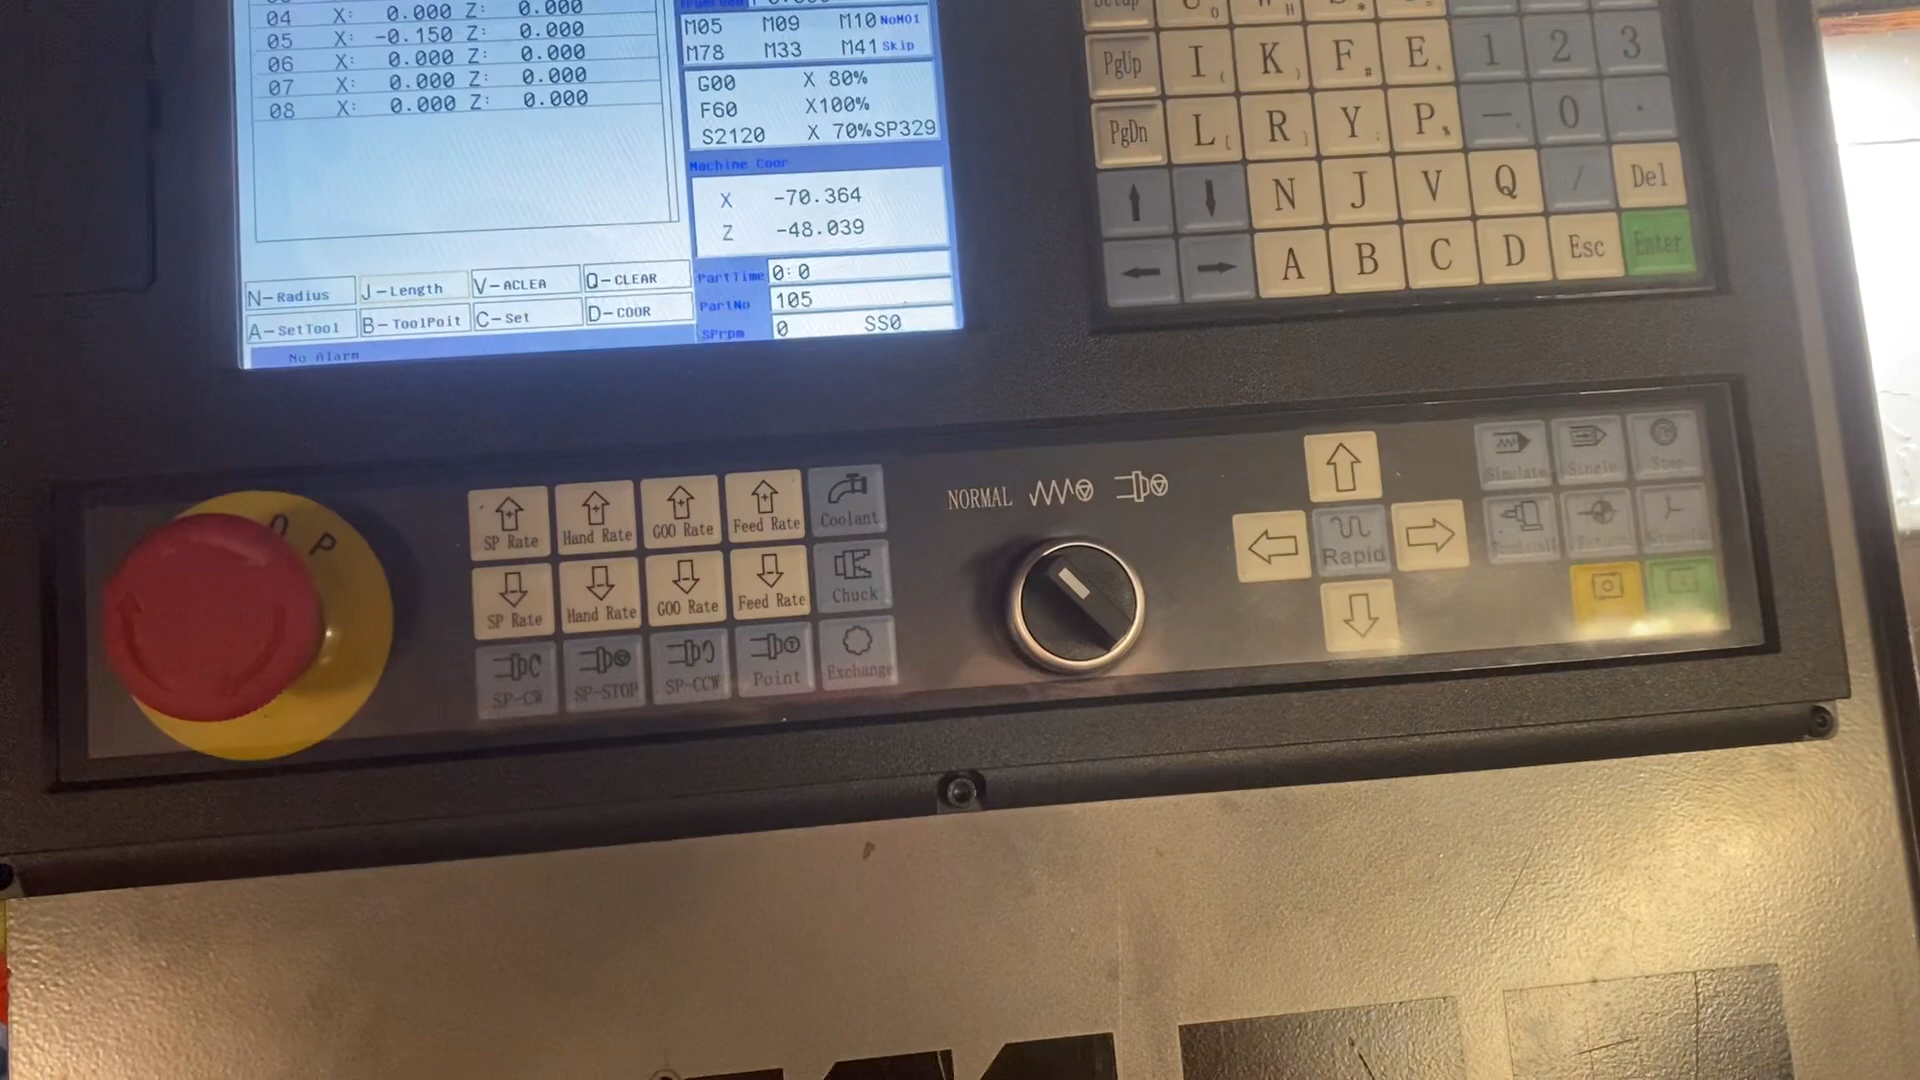 04 X: 0.000 Z: 0.000
05 X: -0.150 Z: 0.000
06 X: 0.000 Z: 0.000
07 X: 0.000 Z: 0.000
08 X: 0.000 Z: 0.000
M05 M09 M10 NoM01
M78 M33 M41 Skip
G00 X 80%
F60 X100%
S2120 X 70%SP329
Machine Coor
X -70.364
Z -48.039
N-Radius J-Length V-ACLEA Q-CLEAR
A-SetTool B-ToolPoit C-Set D-COOR
PartTime 0:0
PartNo 105
SPrpm 0 SS0
No Alarm
PgUp I K F E 1 2 3
PgDn L R Y P - 0 .
N J V Q / Del
A B C D Esc Enter
O P
SP Rate Hand Rate G00 Rate Feed Rate Coolant
SP Rate Hand Rate G00 Rate Feed Rate Chuck
SP-CW SP-STOP SP-CCW Point Exchange
NORMAL
Rapid
Simulate Single